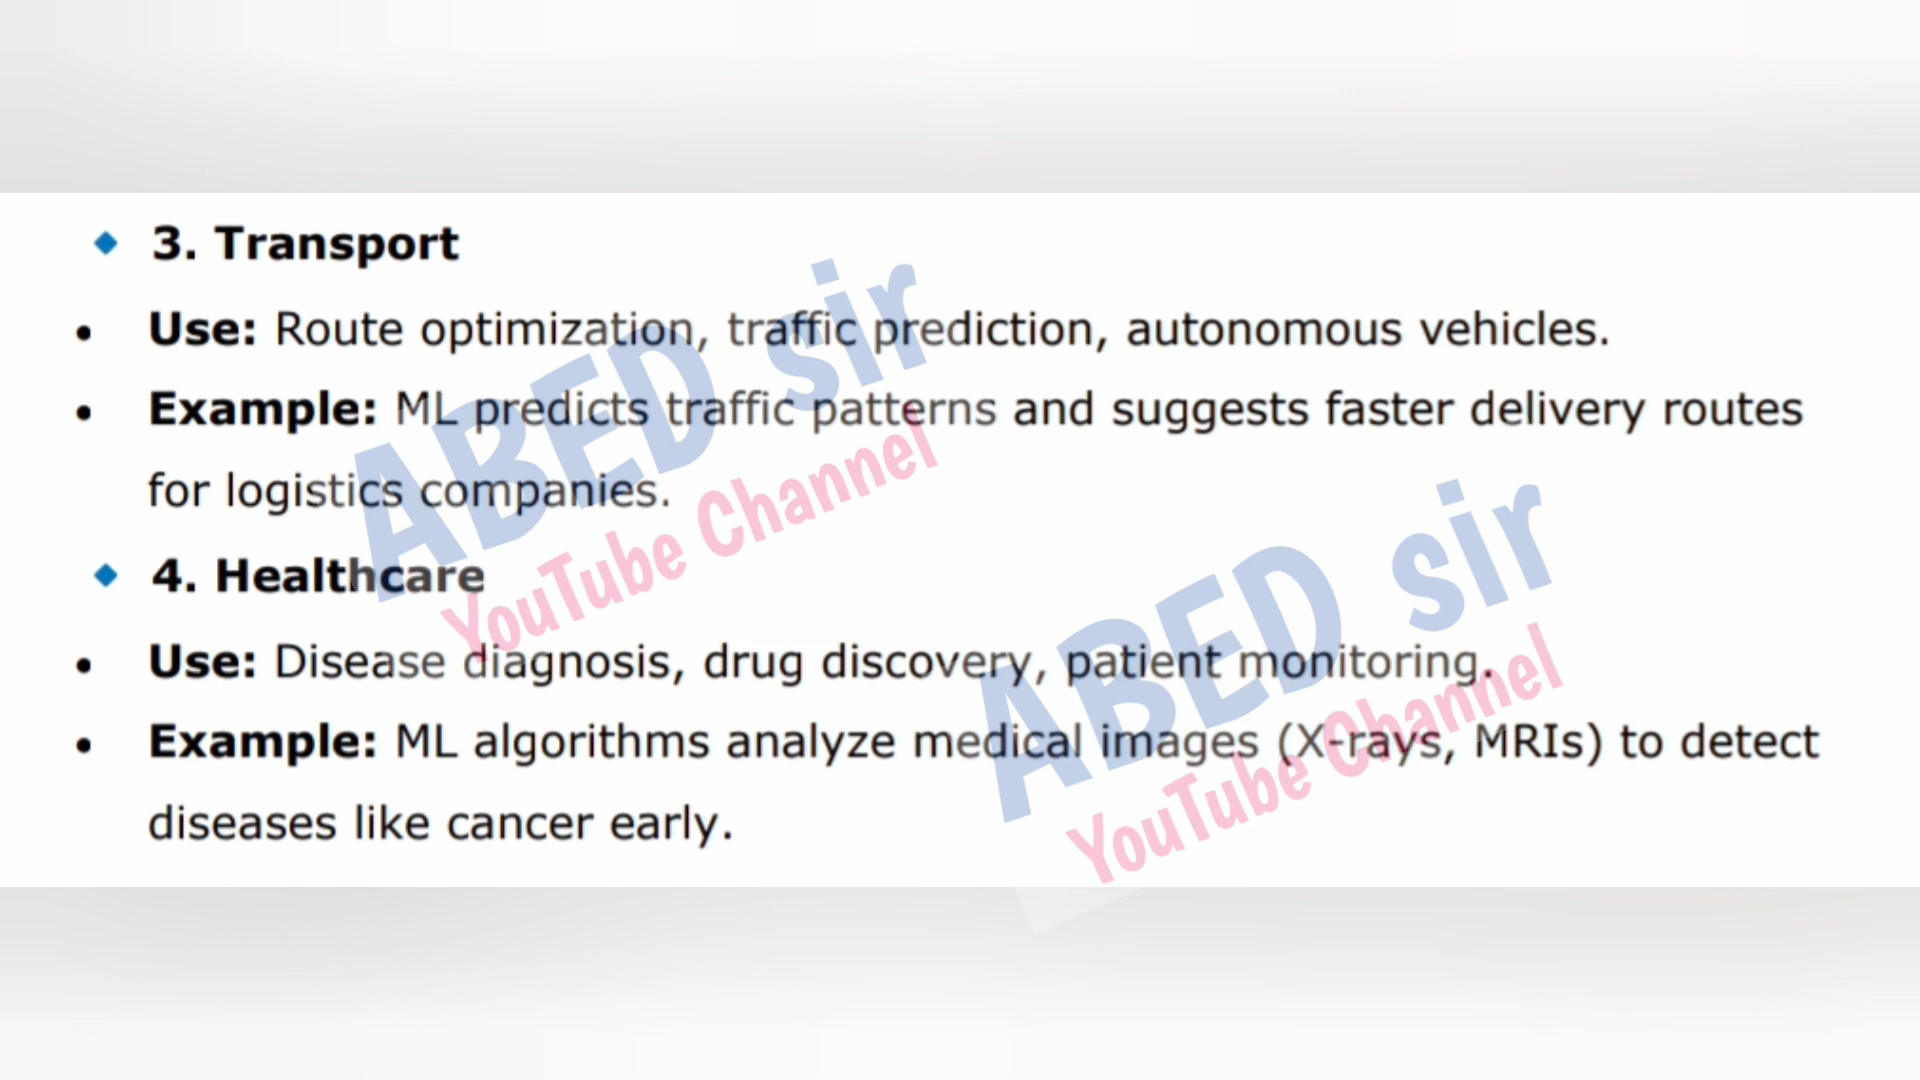 3. Transport
Use: Route optimization, traffic prediction, autonomous vehicles.
Example: ML predicts traffic patterns and suggests faster delivery routes
for logistics companies.
4. Healthcare
Use: Disease diagnosis, drug discovery, patient monitoring.
Example: ML algorithms analyze medical images (X-rays, MRIs) to detect
diseases like cancer early.
ABED sir
YouTube Channel
ABED sir
YouTube Channel